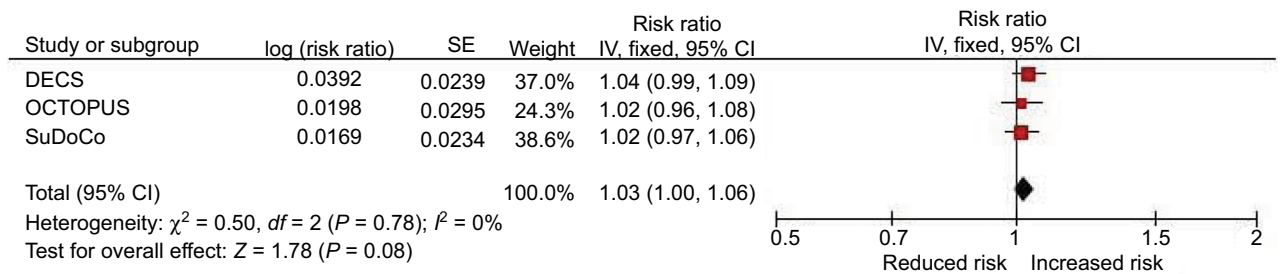 Risk ratio Risk ratio
Study or subgroup log (risk ratio) SE Weight IV, fixed, 95% CI IV, fixed, 95% CI
DECS 0.0392 0.0239 37.0% 1.04 (0.99, 1.09)
OCTOPUS 0.0198 0.0295 24.3% 1.02 (0.96, 1.08)
SuDoCo 0.0169 0.0234 38.6% 1.02 (0.97, 1.06)
Total (95% CI) 100.0% 1.03 (1.00, 1.06)
Heterogeneity: χ² = 0.50, df = 2 (P = 0.78); I² = 0%
Test for overall effect: Z = 1.78 (P = 0.08)
0.5 0.7 1 1.5 2
Reduced risk Increased risk